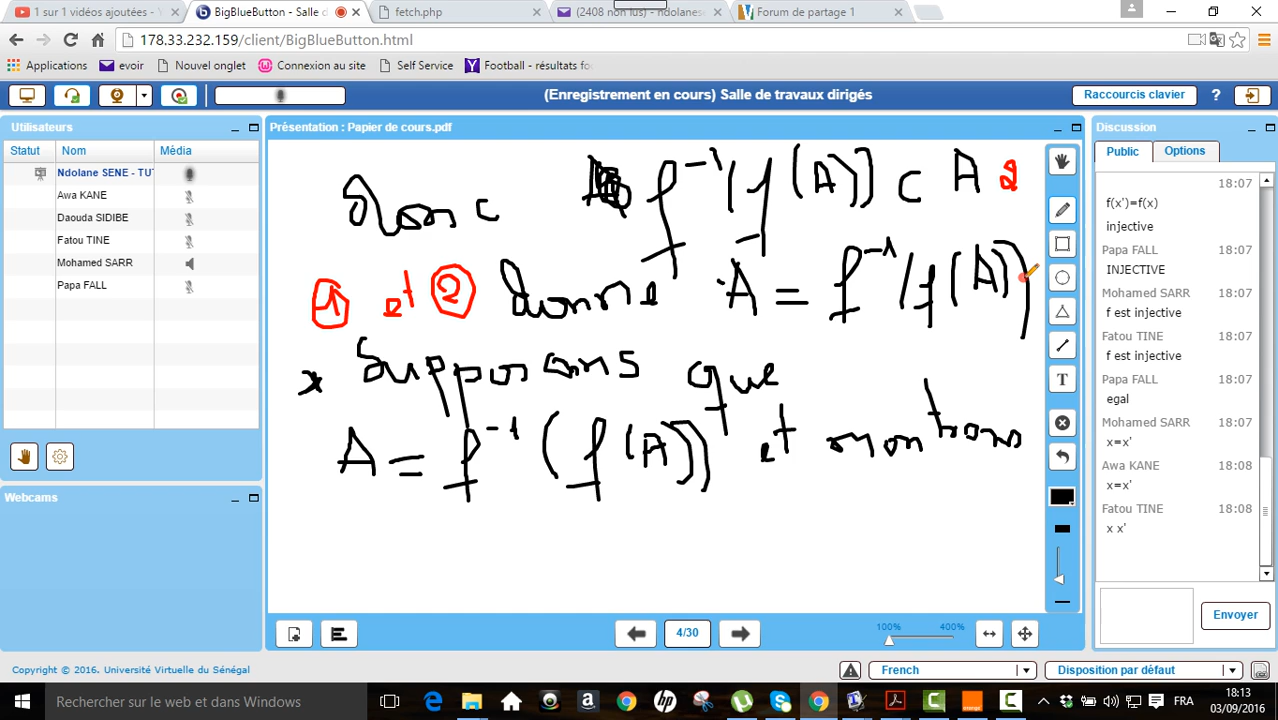 1 sur 1 vidéos ajoutées - Y
BigBlueButton - Salle d
fetch.php
(2408 non lus) - ndolanes
Forum de partage 1
178.33.232.159/client/BigBlueButton.html
Applications
evoir
Nouvel onglet
Connexion au site
Self Service
Football - résultats fo
(Enregistrement en cours) Salle de travaux dirigés
Raccourcis clavier
?
Utilisateurs
Statut Nom Média
Ndolane SENE - TUT
Awa KANE
Daouda SIDIBE
Fatou TINE
Mohamed SARR
Papa FALL
Webcams
Présentation : Papier de cours.pdf
donc f⁻¹(f(A)) ⊂ A 2
1 et 2 donne A = f⁻¹(f(A))
* Supposons que
A = f⁻¹(f(A)) et montrons
4/30
100% 400%
Discussion
Public Options
18:07
f(x')=f(x)
injective
Papa FALL 18:07
INJECTIVE
Mohamed SARR 18:07
f est injective
Fatou TINE 18:07
f est injective
Papa FALL 18:07
egal
Mohamed SARR 18:07
x=x'
Awa KANE 18:08
x=x'
Fatou TINE 18:08
x x'
Envoyer
Copyright © 2016. Université Virtuelle du Sénégal
French
Disposition par défaut
Rechercher sur le web et dans Windows
FRA
18:13
03/09/2016